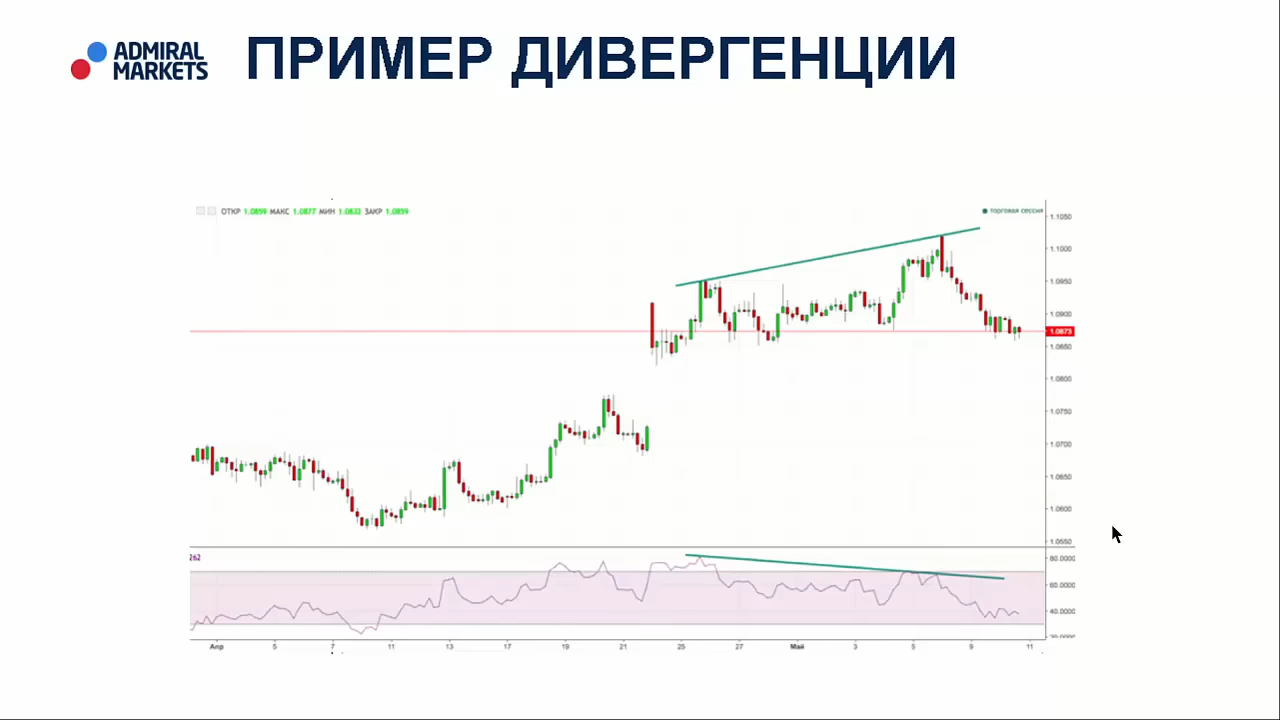 ADMIRAL
MARKETS
ПРИМЕР ДИВЕРГЕНЦИИ
ОТКР 1.0859 МАКС 1.0877 МИН 1.0832 ЗАКР 1.0859
торговая сессия
1.1050
1.1000
1.0950
1.0900
1.0873
1.0850
1.0800
1.0750
1.0700
1.0650
1.0600
1.0550
262
80.0000
60.0000
40.0000
Апр 5 7 11 13 17 19 21 25 27 Май 3 5 9 11